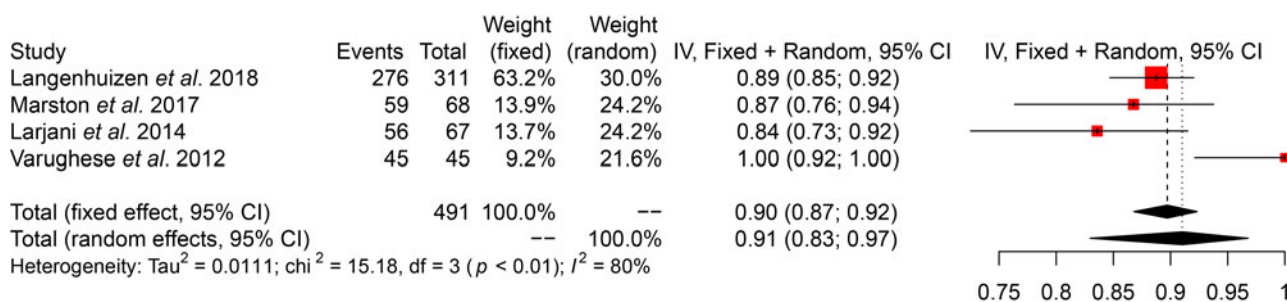 Weight Weight
Study Events Total (fixed) (random) IV, Fixed + Random, 95% CI IV, Fixed + Random, 95% CI
Langenhuizen et al. 2018 276 311 63.2% 30.0% 0.89 (0.85; 0.92)
Marston et al. 2017 59 68 13.9% 24.2% 0.87 (0.76; 0.94)
Larjani et al. 2014 56 67 13.7% 24.2% 0.84 (0.73; 0.92)
Varughese et al. 2012 45 45 9.2% 21.6% 1.00 (0.92; 1.00)
Total (fixed effect, 95% CI) 491 100.0% −− 0.90 (0.87; 0.92)
Total (random effects, 95% CI) −− 100.0% 0.91 (0.83; 0.97)
Heterogeneity: Tau² = 0.0111; chi² = 15.18, df = 3 (p < 0.01); I² = 80%
0.75 0.8 0.85 0.9 0.95 1